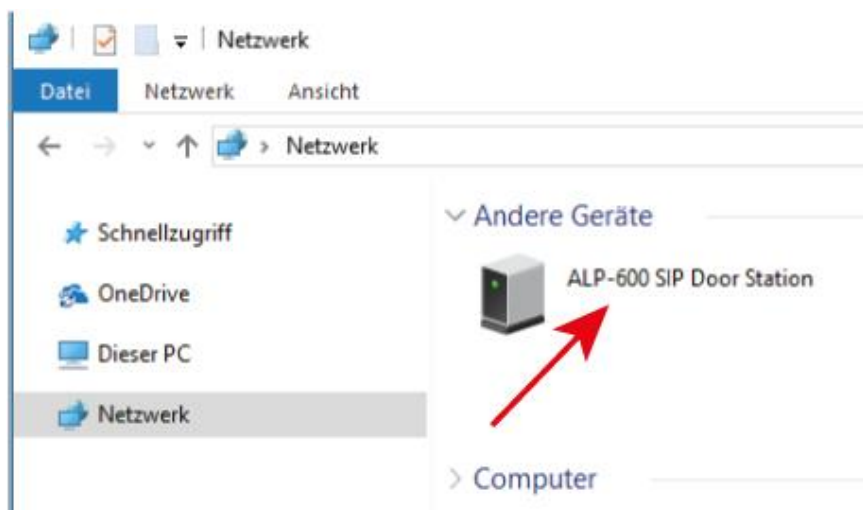 Netzwerk
Datei Netzwerk Ansicht
Netzwerk
Schnellzugriff
OneDrive
Dieser PC
Netzwerk
Andere Geräte
ALP-600 SIP Door Station
Computer